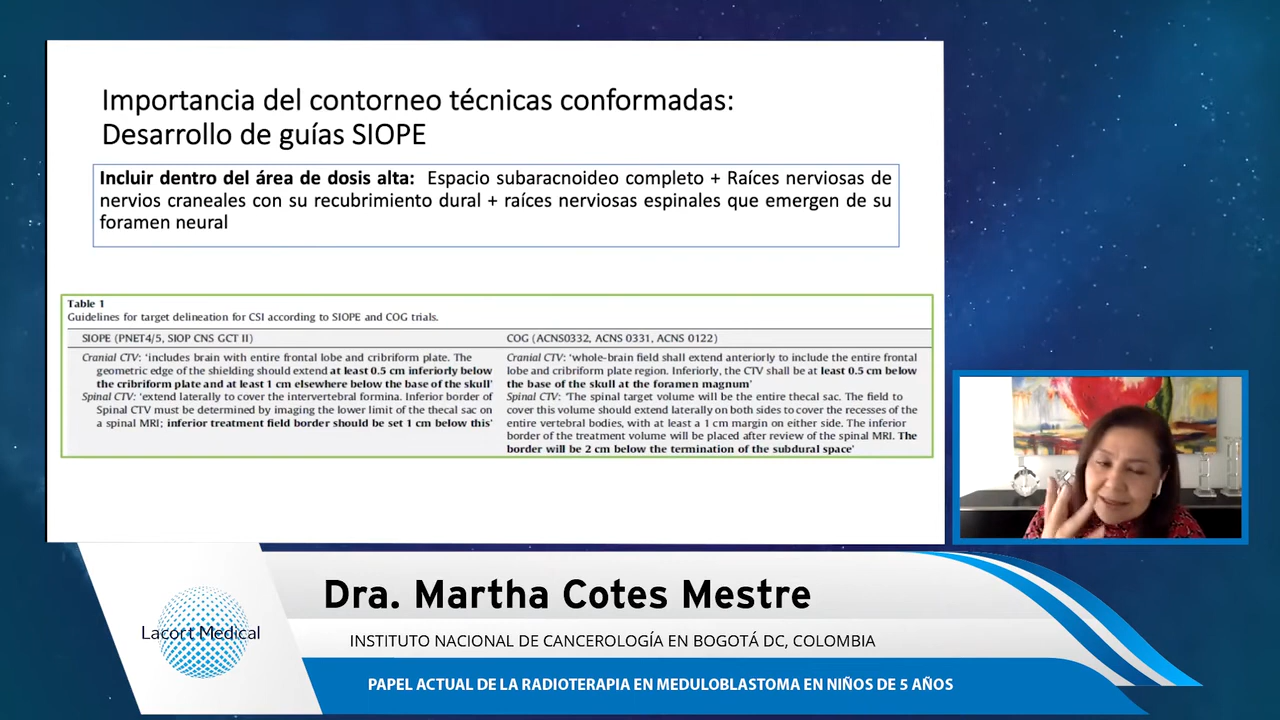 Importancia del contorneo técnicas conformadas:
Desarrollo de guías SIOPE
Incluir dentro del área de dosis alta: Espacio subaracnoideo completo + Raíces nerviosas de
nervios craneales con su recubrimiento dural + raíces nerviosas espinales que emergen de su
foramen neural
Table 1
Guidelines for target delineation for CSI according to SIOPE and COG trials.
SIOPE (PNET4/5, SIOP CNS GCT II)
Cranial CTV: 'includes brain with entire frontal lobe and cribriform plate. The
geometric edge of the shielding should extend at least 0.5 cm inferiorly below
the cribriform plate and at least 1 cm elsewhere below the base of the skull'
Spinal CTV: 'extend laterally to cover the intervertebral formina. Inferior border of
Spinal CTV must be determined by imaging the lower limit of the thecal sac on
a spinal MRI; inferior treatment field border should be set 1 cm below this'
COG (ACNS0332, ACNS 0331, ACNS 0122)
Cranial CTV: 'whole-brain field shall extend anteriorly to include the entire frontal
lobe and cribriform plate region. Inferiorly, the CTV shall be at least 0.5 cm below
the base of the skull at the foramen magnum'
Spinal CTV: 'The spinal target volume will be the entire thecal sac. The field to
cover this volume should extend laterally on both sides to cover the recesses of the
entire vertebral bodies, with at least a 1 cm margin on either side. The inferior
border of the treatment volume will be placed after review of the spinal MRI. The
border will be 2 cm below the termination of the subdural space'
Dra. Martha Cotes Mestre
Lacort Medical
INSTITUTO NACIONAL DE CANCEROLOGÍA EN BOGOTÁ DC, COLOMBIA
PAPEL ACTUAL DE LA RADIOTERAPIA EN MEDULOBLASTOMA EN NIÑOS DE 5 AÑOS